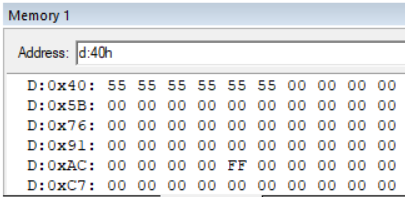 Memory 1
Address: d:40h
D:0x40: 55 55 55 55 55 55 00 00 00 00
D:0x5B: 00 00 00 00 00 00 00 00 00 00
D:0x76: 00 00 00 00 00 00 00 00 00 00
D:0x91: 00 00 00 00 00 00 00 00 00 00
D:0xAC: 00 00 00 00 FF 00 00 00 00 00
D:0xC7: 00 00 00 00 00 00 00 00 00 00